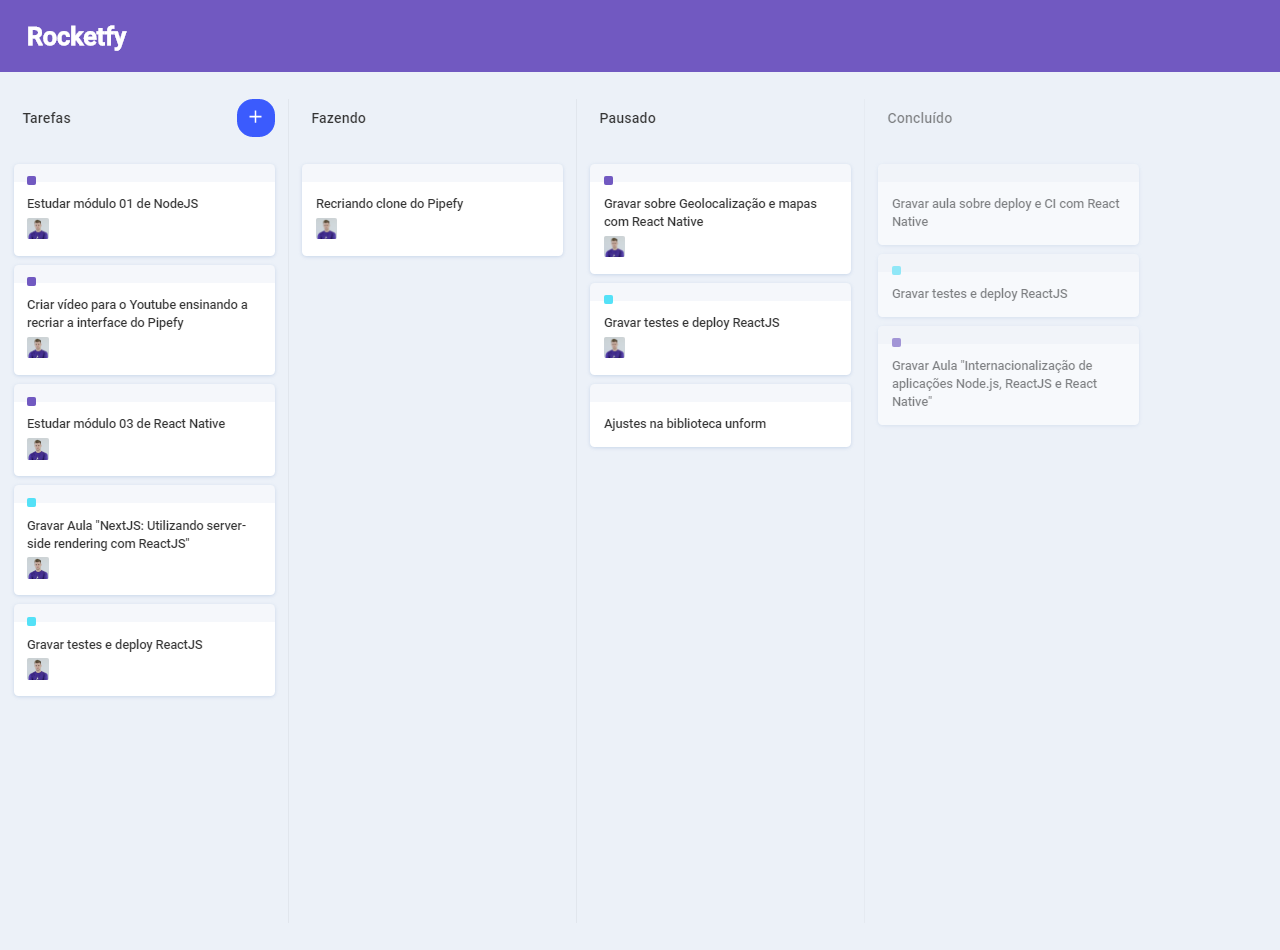 Rocketfy
Tarefas
+
Estudar módulo 01 de NodeJS
Criar vídeo para o Youtube ensinando a
recriar a interface do Pipefy
Estudar módulo 03 de React Native
Gravar Aula "NextJS: Utilizando server-
side rendering com ReactJS"
Gravar testes e deploy ReactJS
Fazendo
Recriando clone do Pipefy
Pausado
Gravar sobre Geolocalização e mapas
com React Native
Gravar testes e deploy ReactJS
Ajustes na biblioteca unform
Concluído
Gravar aula sobre deploy e CI com React
Native
Gravar testes e deploy ReactJS
Gravar Aula "Internacionalização de
aplicações Node.js, ReactJS e React
Native"